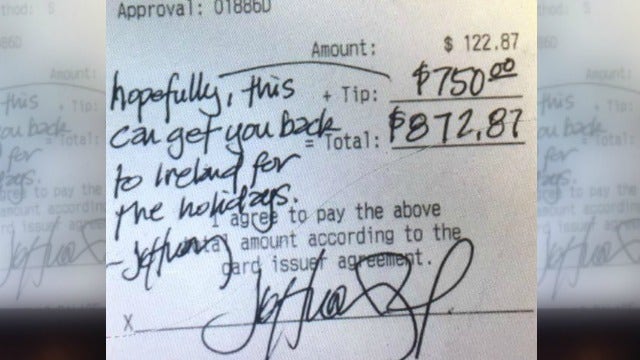 Approval: 01886D
Amount: $ 122.87
+ Tip: $750.00
= Total: $872.87
hopefully, this
can get you back
to Ireland for
the holidays.
I agree to pay the above
total amount according to the
card issuer agreement.
X